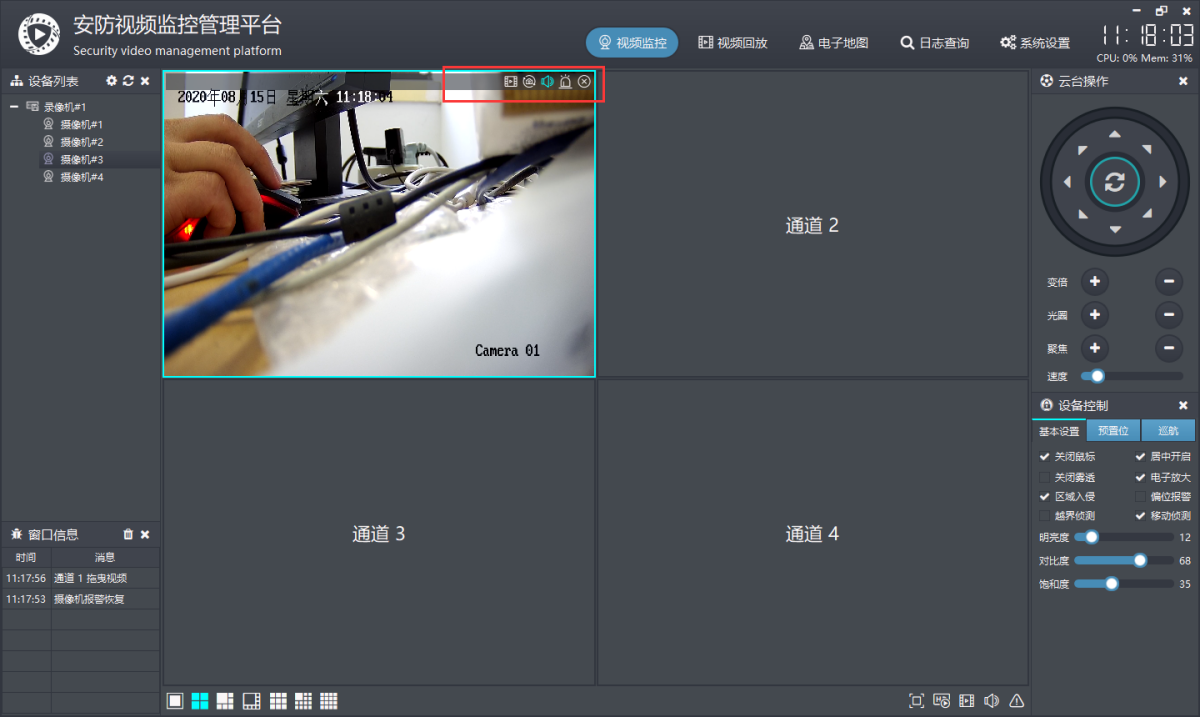 安防视频监控管理平台
Security video management platform
视频监控
视频回放
电子地图
日志查询
系统设置
11:18:03
CPU: 0% Mem: 31%
设备列表
录像机#1
摄像机#1
摄像机#2
摄像机#3
摄像机#4
2020年08月15日 星期六 11:18:04
Camera 01
通道 2
通道 3
通道 4
窗口信息
时间 消息
11:17:56 通道 1 拖曳视频
11:17:53 摄像机报警恢复
云台操作
变倍
光圈
聚焦
速度
设备控制
基本设置 预置位 巡航
关闭鼠标 居中开启
关闭雾透 电子放大
区域入侵 偏位报警
越界侦测 移动侦测
明亮度 12
对比度 68
饱和度 35